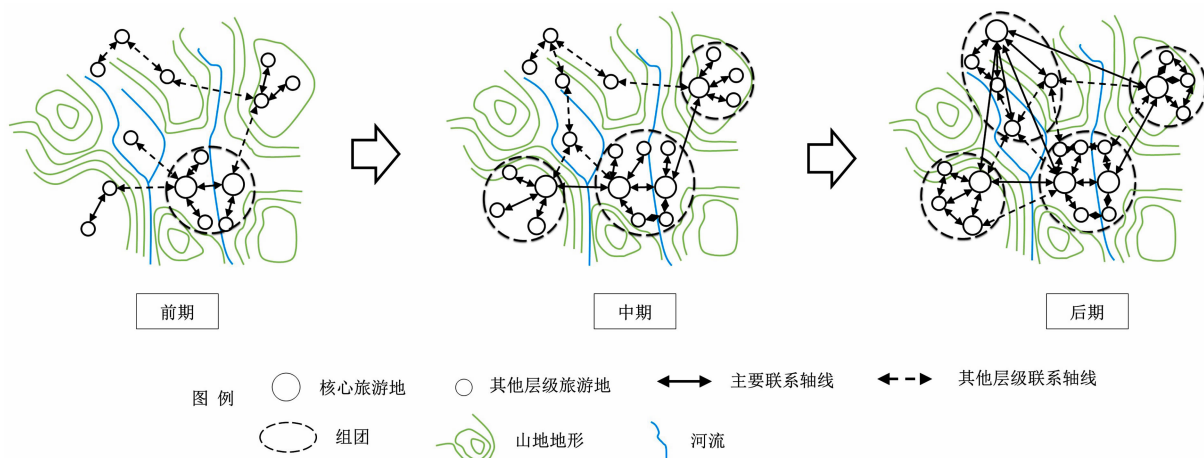 前期
中期
后期
图 例
核心旅游地
其他层级旅游地
主要联系轴线
其他层级联系轴线
组团
山地地形
河流